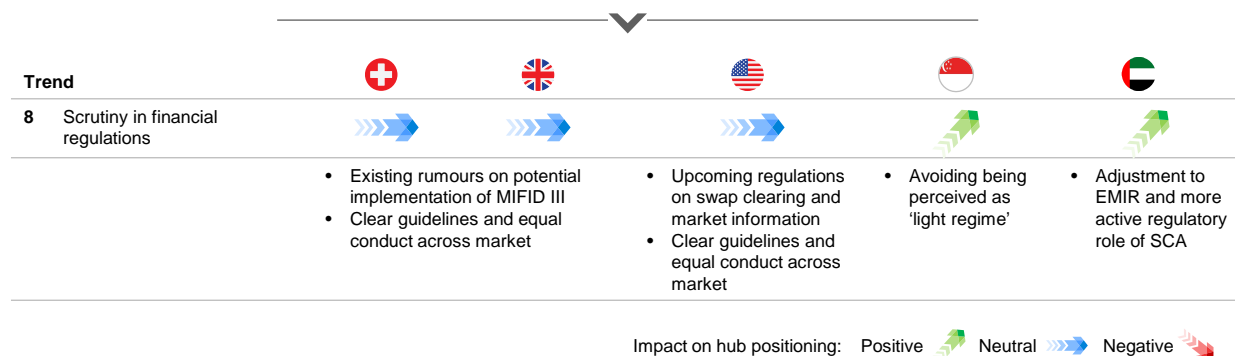 Trend
8 Scrutiny in financial
regulations
• Existing rumours on potential
implementation of MIFID III
• Clear guidelines and equal
conduct across market
• Upcoming regulations
on swap clearing and
market information
• Clear guidelines and
equal conduct across
market
• Avoiding being
perceived as
‘light regime’
• Adjustment to
EMIR and more
active regulatory
role of SCA
Impact on hub positioning: Positive Neutral Negative